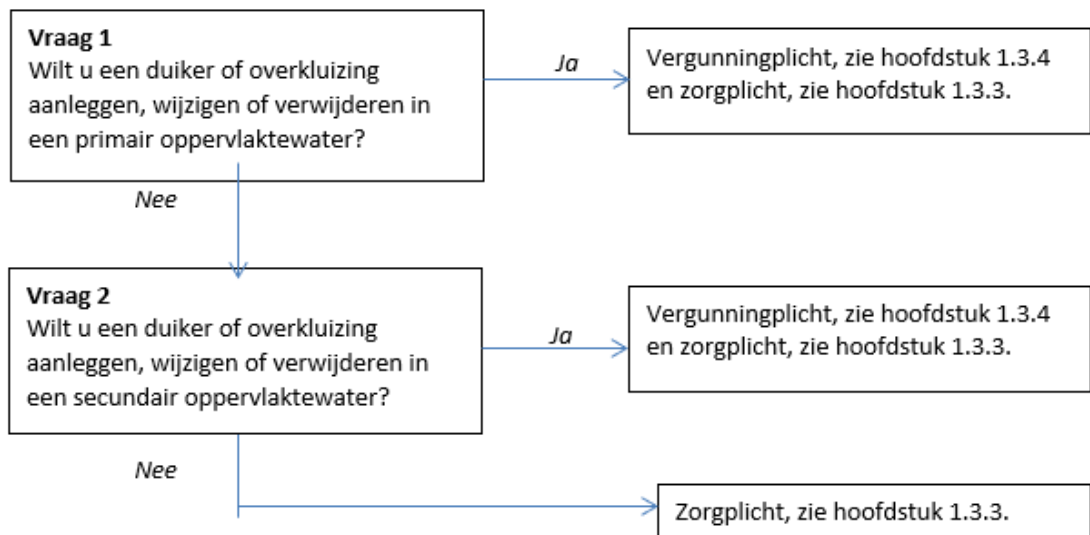 Vraag 1
Wilt u een duiker of overkluizing
aanleggen, wijzigen of verwijderen in
een primair oppervlaktewater?
Ja
Vergunningplicht, zie hoofdstuk 1.3.4
en zorgplicht, zie hoofdstuk 1.3.3.
Nee
Vraag 2
Wilt u een duiker of overkluizing
aanleggen, wijzigen of verwijderen in
een secundair oppervlaktewater?
Ja
Vergunningplicht, zie hoofdstuk 1.3.4
en zorgplicht, zie hoofdstuk 1.3.3.
Nee
Zorgplicht, zie hoofdstuk 1.3.3.